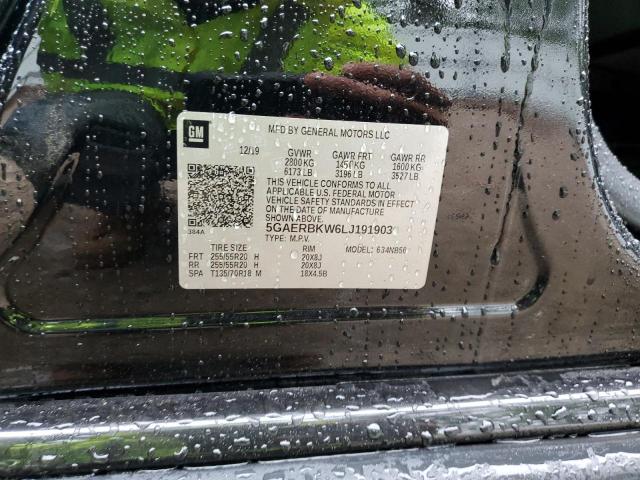 GM
MFD BY GENERAL MOTORS LLC
12/19 GVWR GAWR FRT GAWR RR
2800 KG 1450 KG 1600 KG
6173 LB 3196 LB 3527 LB
THIS VEHICLE CONFORMS TO ALL
APPLICABLE U.S. FEDERAL MOTOR
VEHICLE SAFETY STANDARDS IN EFFECT
ON THE DATE OF MANUFACTURE
SHOWN ABOVE.
384A 5GAERBKW6LJ191903
TYPE: M.P.V. MODEL: 634NB56
TIRE SIZE RIM
FRT 255/55R20 H 20X8J
RR 255/55R20 H 20X8J
SPA T135/70R18 M 18X4.5B